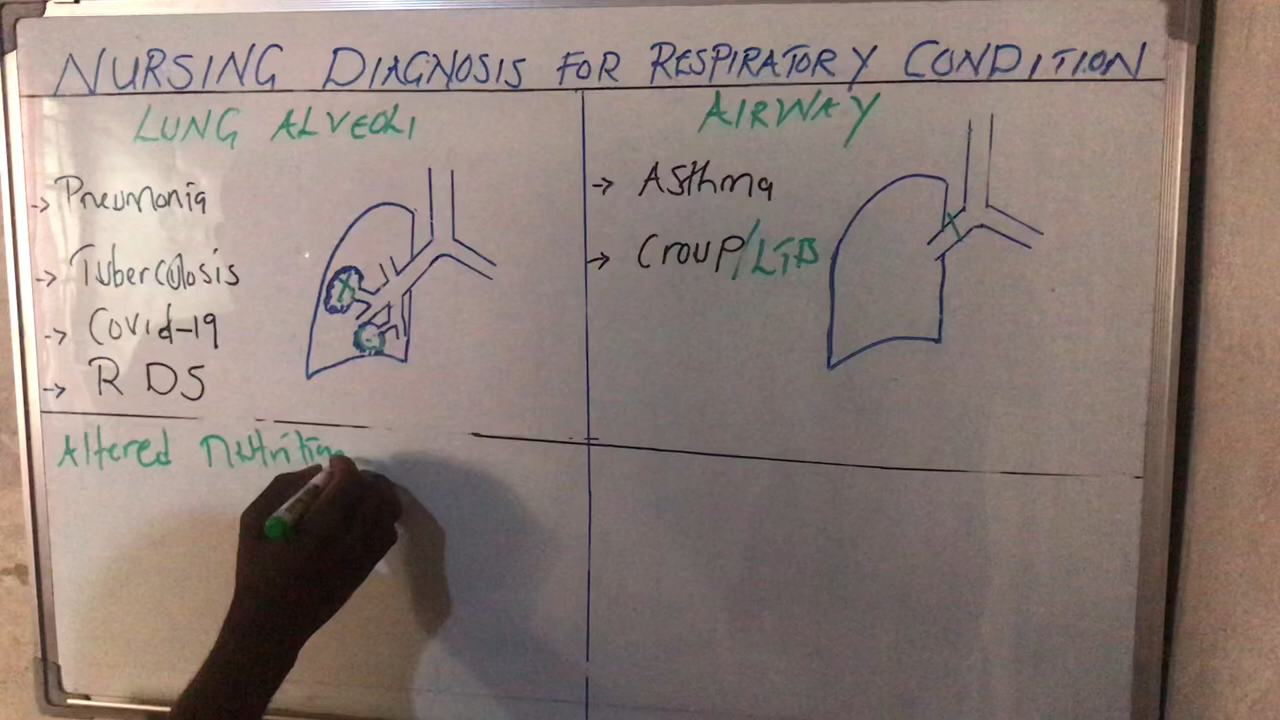 NURSING DIAGNOSIS FOR RESPIRATORY CONDITION
LUNG ALVEOLI
-> Pneumonia
-> Tuberculosis
-> Covid-19
-> RDS
Altered nutrition
AIRWAY
-> Asthma
-> Croup/LTB